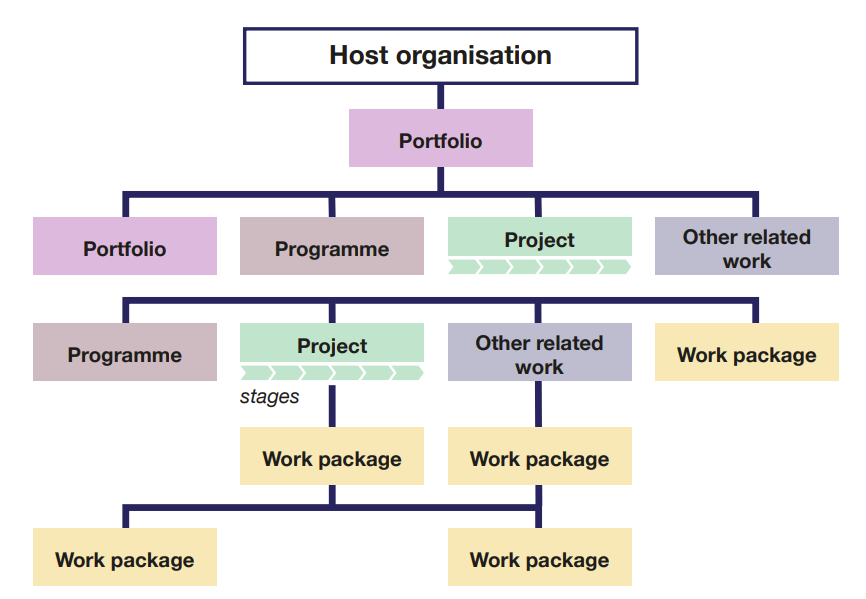 Host organisation
Portfolio
Portfolio
Programme
Project
Other related
work
Programme
Project
Other related
work
Work package
stages
Work package
Work package
Work package
Work package